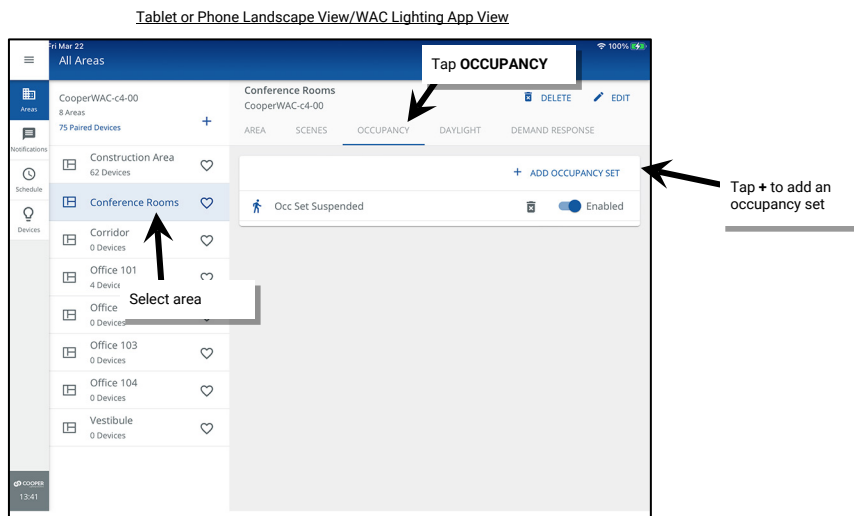 Tablet or Phone Landscape View/WAC Lighting App View
Fri Mar 22
100%
All Areas
Tap OCCUPANCY
Areas
Notifications
Schedule
Devices
CooperWAC-c4-00
8 Areas
75 Paired Devices
+
Construction Area
62 Devices
Conference Rooms
Corridor
0 Devices
Office 101
4 Device
Office
0 Devices
Office 103
0 Devices
Office 104
0 Devices
Vestibule
0 Devices
Select area
Conference Rooms
CooperWAC-c4-00
DELETE
EDIT
AREA SCENES OCCUPANCY DAYLIGHT DEMAND RESPONSE
+ ADD OCCUPANCY SET
Occ Set Suspended
Enabled
Tap + to add an
occupancy set
COOPER
13:41